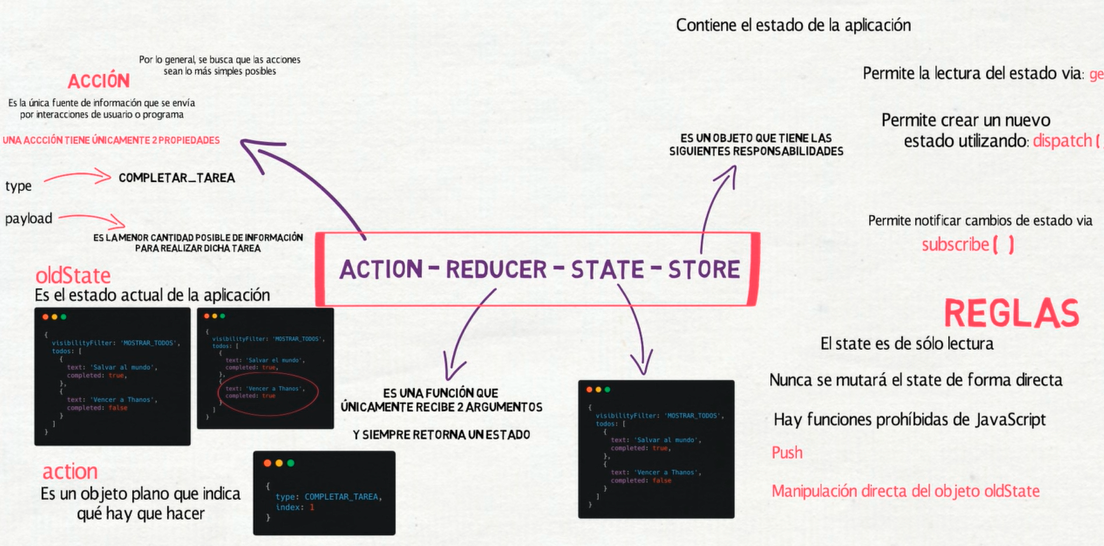 Contiene el estado de la aplicación
Por lo general, se busca que las acciones
sean lo más simples posibles
ACCIÓN
Es la única fuente de información que se envía
por interacciones de usuario o programa
UNA ACCCIÓN TIENE ÚNICAMENTE 2 PROPIEDADES
type
COMPLETAR_TAREA
payload
ES LA MENOR CANTIDAD POSIBLE DE INFORMACIÓN
PARA REALIZAR DICHA TAREA
Permite la lectura del estado via: ge
Permite crear un nuevo
estado utilizando: dispatch(
ES UN OBJETO QUE TIENE LAS
SIGUIENTES RESPONSABILIDADES
Permite notificar cambios de estado via
subscribe( )
ACTION - REDUCER - STATE - STORE
oldState
Es el estado actual de la aplicación
{
visibilityFilter: 'MOSTRAR_TODOS',
todos: [
{
text: 'Salvar al mundo',
completed: true,
},
{
text: 'Vencer a Thanos',
completed: false
}
]
}
{
visibilityFilter: 'MOSTRAR_TODOS',
todos: [
{
text: 'Salvar el mundo',
completed: true,
},
{
text: 'Vencer a Thanos',
completed: true
}
]
}
action
Es un objeto plano que indica
qué hay que hacer
{
type: COMPLETAR_TAREA,
index: 1
}
ES UNA FUNCIÓN QUE
ÚNICAMENTE RECIBE 2 ARGUMENTOS
Y SIEMPRE RETORNA UN ESTADO
{
visibilityFilter: 'MOSTRAR_TODOS',
todos: [
{
text: 'Salvar al mundo',
completed: true,
},
{
text: 'Vencer a Thanos',
completed: false
}
]
}
REGLAS
El state es de sólo lectura
Nunca se mutará el state de forma directa
Hay funciones prohíbidas de JavaScript
Push
Manipulación directa del objeto oldState